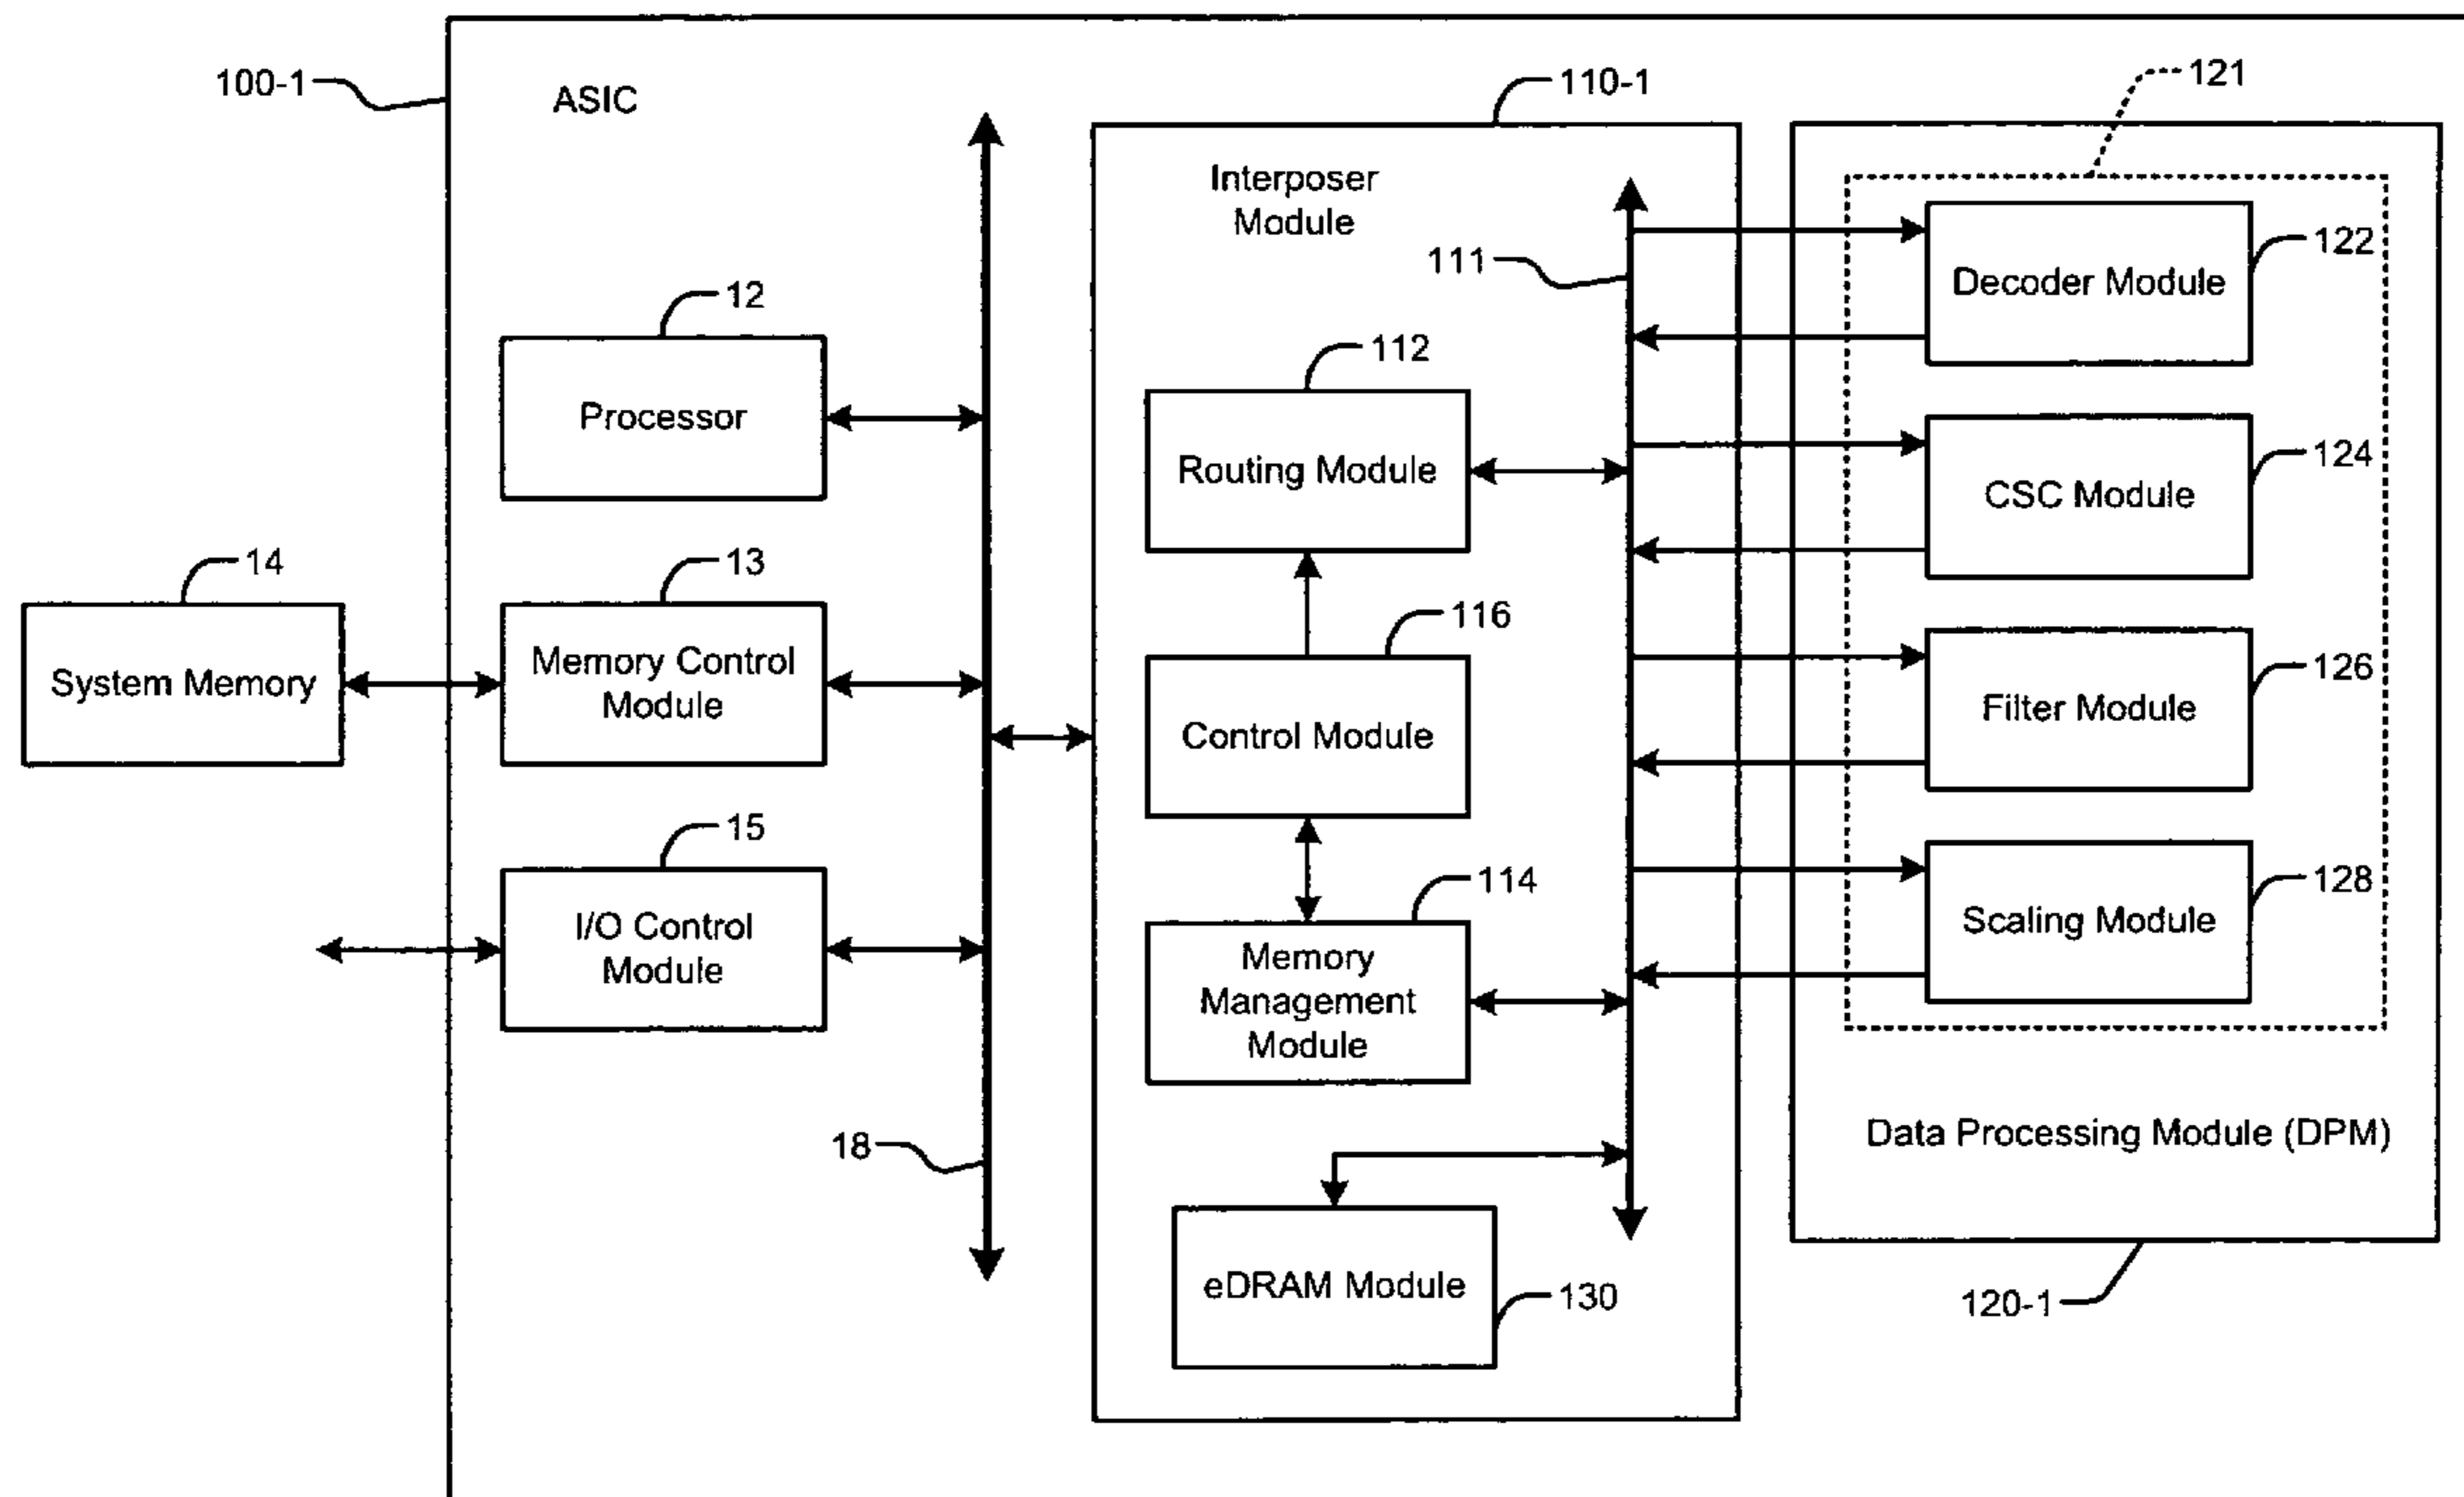 100-1
ASIC
110-1
121
Interposer
Module
111
122
Decoder Module
12
Processor
112
Routing Module
124
CSC Module
14
System Memory
13
Memory Control
Module
116
Control Module
126
Filter Module
15
I/O Control
Module
114
Memory
Management
Module
128
Scaling Module
18
Data Processing Module (DPM)
eDRAM Module
130
120-1